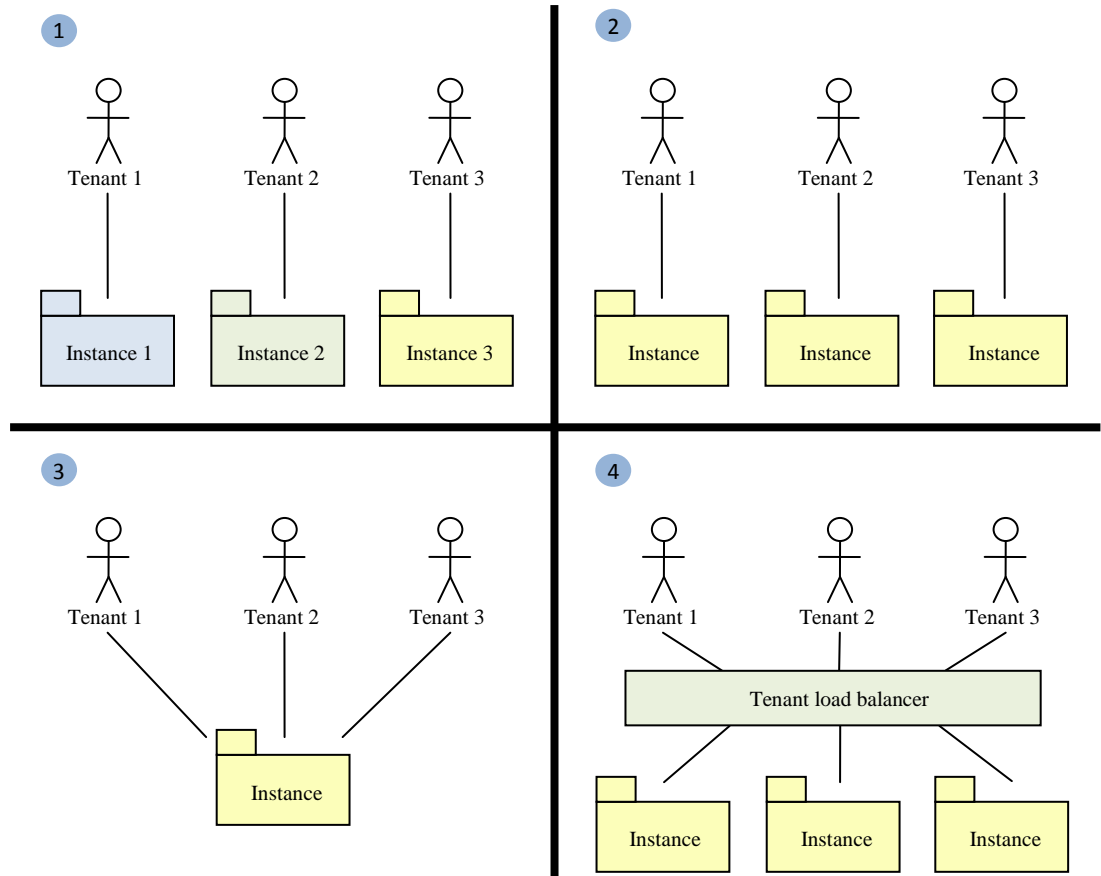 1
Tenant 1
Tenant 2
Tenant 3
Instance 1
Instance 2
Instance 3
2
Tenant 1
Tenant 2
Tenant 3
Instance
Instance
Instance
3
Tenant 1
Tenant 2
Tenant 3
Instance
4
Tenant 1
Tenant 2
Tenant 3
Tenant load balancer
Instance
Instance
Instance